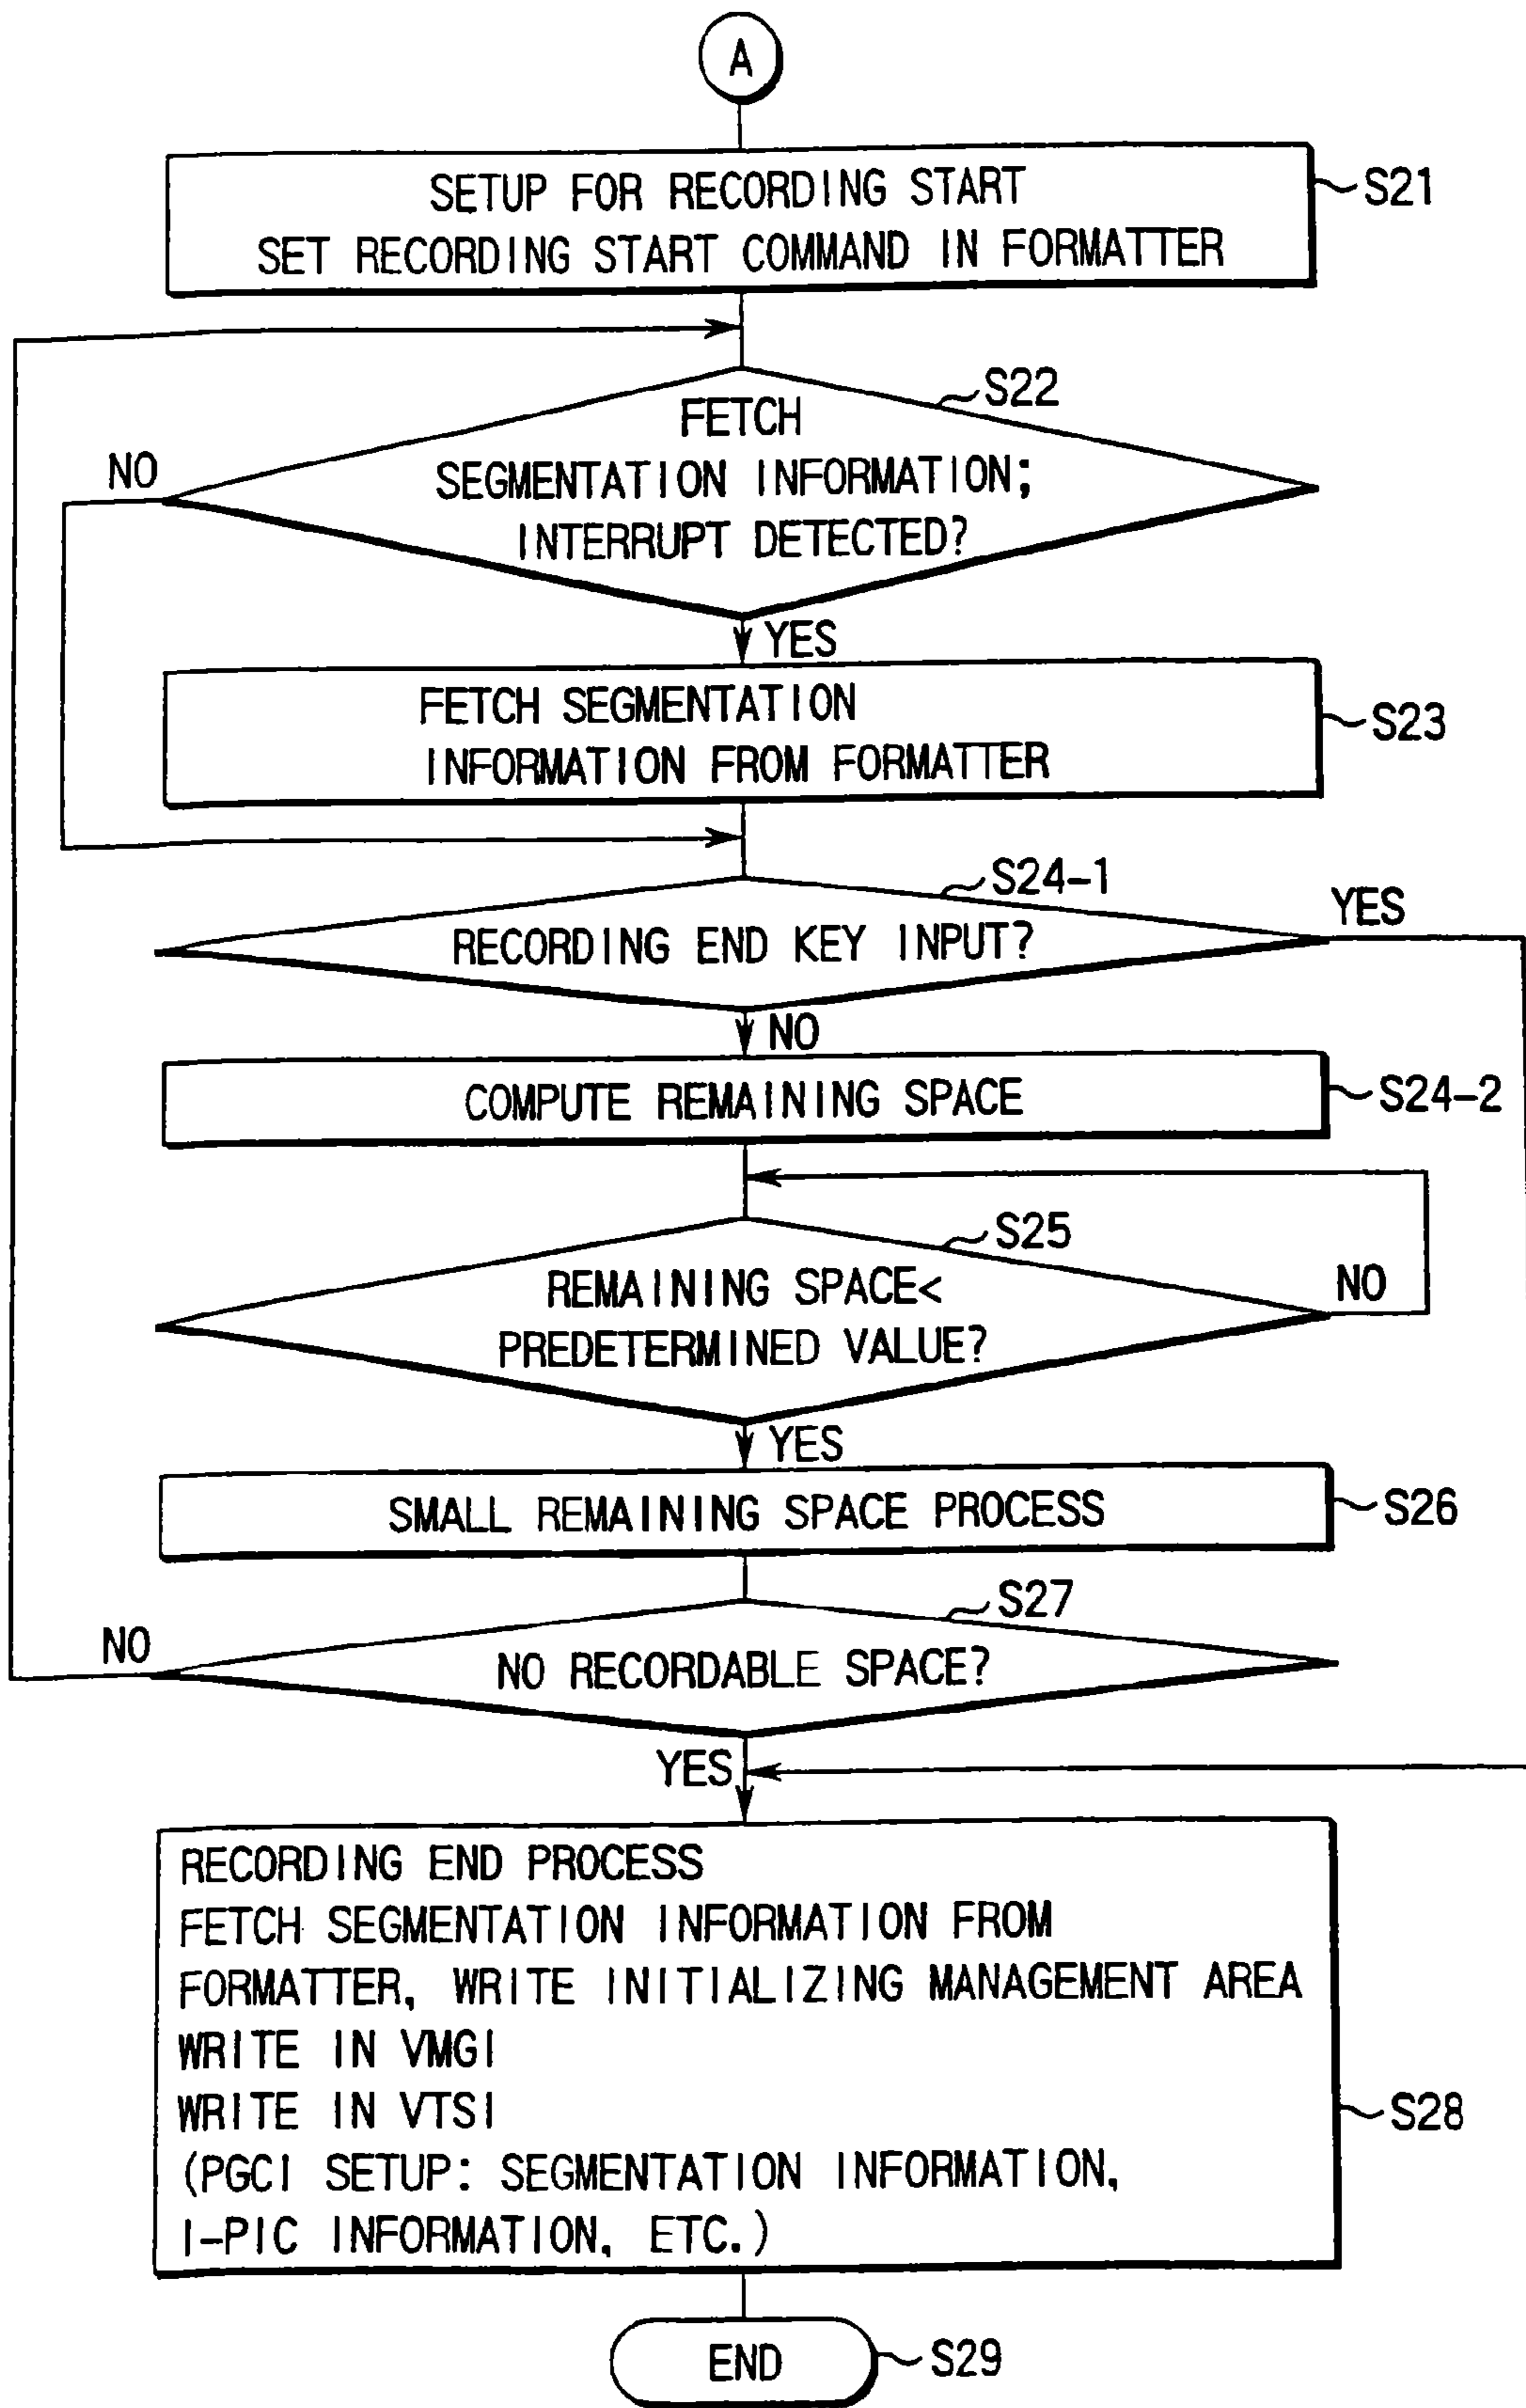 A
SETUP FOR RECORDING START
SET RECORDING START COMMAND IN FORMATTER
S21
S22
FETCH
SEGMENTATION INFORMATION;
INTERRUPT DETECTED?
NO
YES
FETCH SEGMENTATION
INFORMATION FROM FORMATTER
S23
S24-1
RECORDING END KEY INPUT?
YES
NO
COMPUTE REMAINING SPACE
S24-2
S25
REMAINING SPACE<
PREDETERMINED VALUE?
NO
YES
SMALL REMAINING SPACE PROCESS
S26
S27
NO RECORDABLE SPACE?
NO
YES
RECORDING END PROCESS
FETCH SEGMENTATION INFORMATION FROM
FORMATTER, WRITE INITIALIZING MANAGEMENT AREA
WRITE IN VMGI
WRITE IN VTSI
(PGCI SETUP: SEGMENTATION INFORMATION,
I-PIC INFORMATION, ETC.)
S28
END
S29